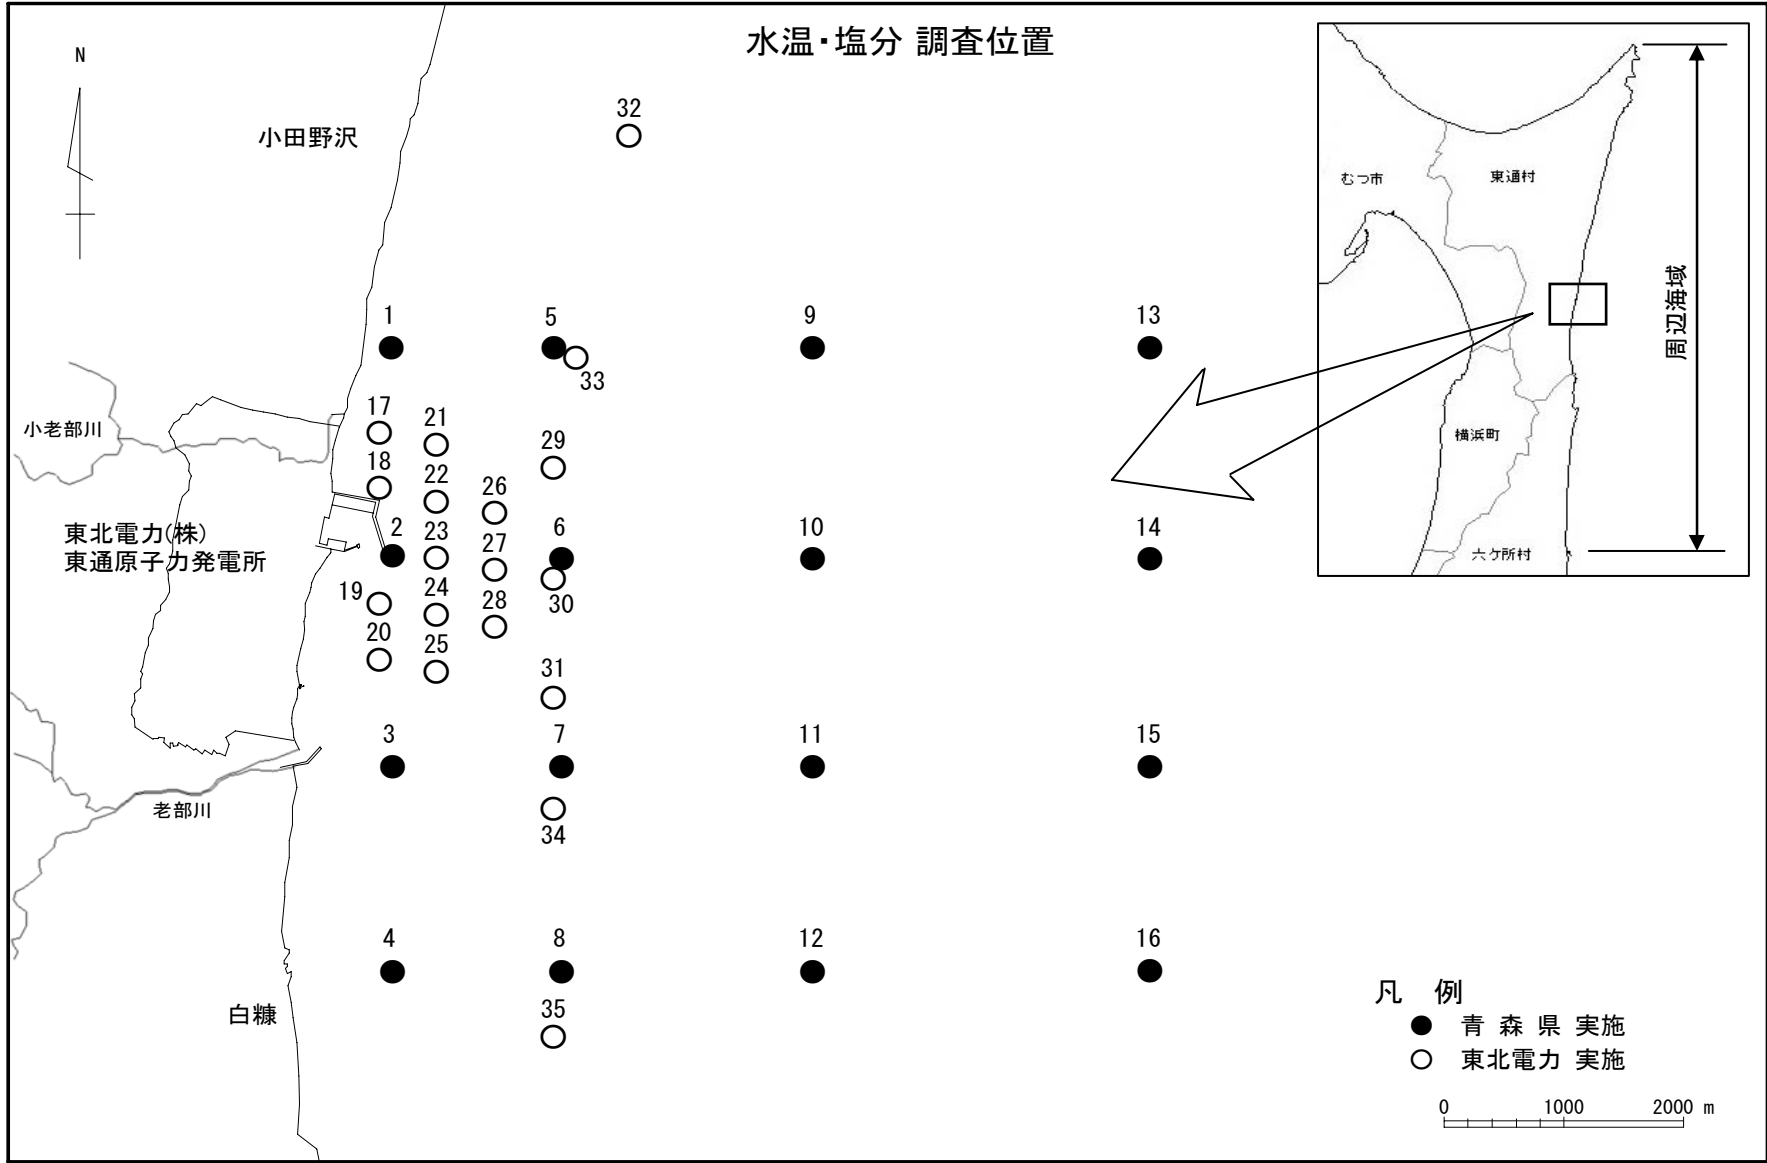 水温・塩分 調査位置
N
小田野沢
32
むつ市
東通村
周辺海域
横浜町
六ケ所村
1
5
9
13
33
17
21
小老部川
18
22
29
26
東北電力(株)
東通原子力発電所
2
23
27
6
10
14
19
24
28
30
20
25
31
3
7
11
15
老部川
34
4
8
12
16
白糠
35
凡 例
青 森 県 実施
東北電力 実施
0 1000 2000 m